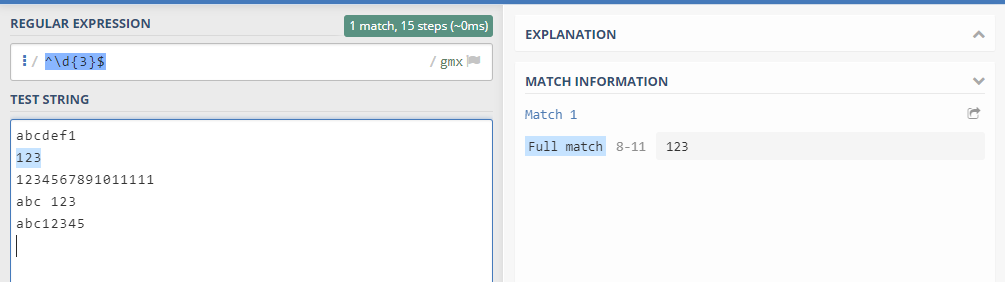 REGULAR EXPRESSION
1 match, 15 steps (~0ms)
/ ^\d{3}$ / gmx
TEST STRING
abcdef1
123
1234567891011111
abc 123
abc12345
EXPLANATION
MATCH INFORMATION
Match 1
Full match 8-11 123